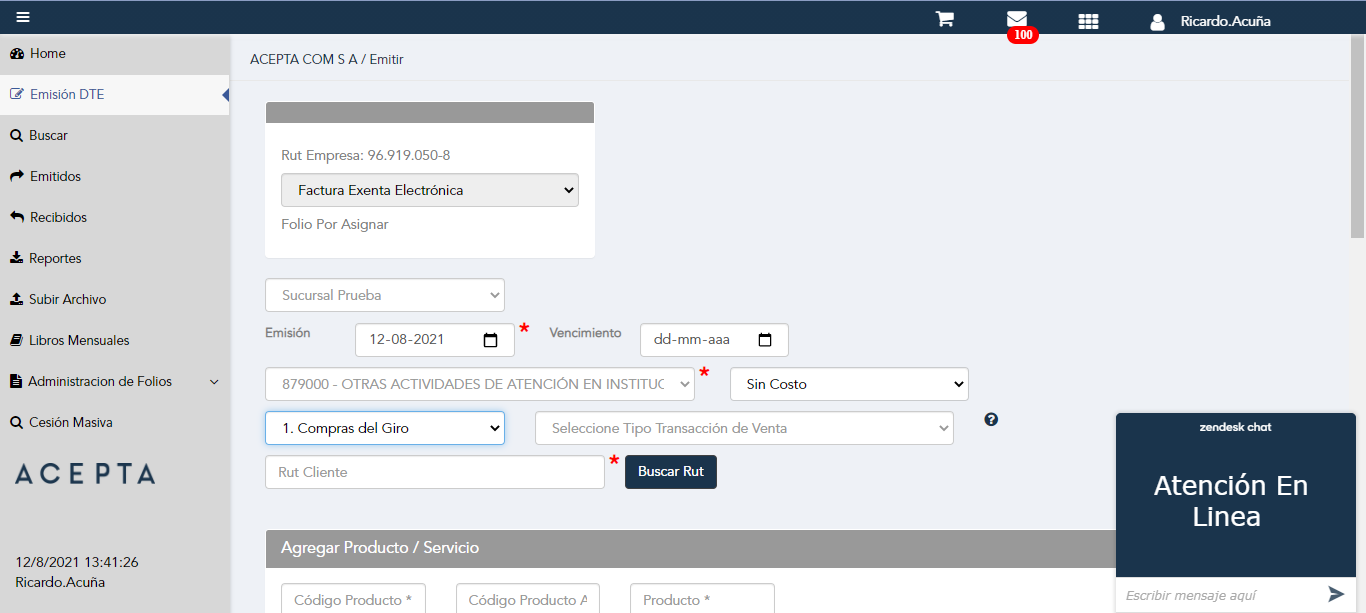 100
Ricardo.Acuña
Home
Emisión DTE
Buscar
Emitidos
Recibidos
Reportes
Subir Archivo
Libros Mensuales
Administracion de Folios
Cesión Masiva
ACEPTA
12/8/2021 13:41:26
Ricardo.Acuña
ACEPTA COM S A / Emitir
Rut Empresa: 96.919.050-8
Factura Exenta Electrónica
Folio Por Asignar
Sucursal Prueba
Emisión 12-08-2021 * Vencimiento dd-mm-aaa
879000 - OTRAS ACTIVIDADES DE ATENCIÓN EN INSTITUC * Sin Costo
1. Compras del Giro Seleccione Tipo Transacción de Venta ?
Rut Cliente * Buscar Rut
Agregar Producto / Servicio
Código Producto * Código Producto A Producto *
zendesk chat
Atención En
Linea
Escribir mensaje aquí